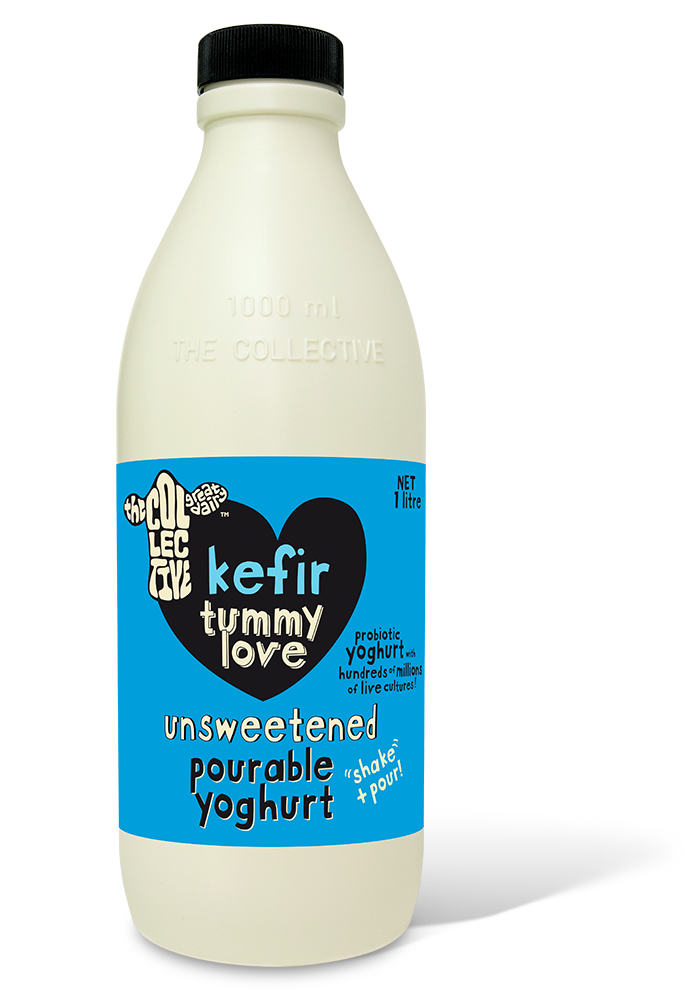 1000 ml
THE COLLECTIVE
the COL great
LEC dairy
TIVE ™
NET
1 litre
kefir
tummy
love
probiotic
yoghurt with
hundreds of millions
of live cultures!
unsweetened
pourable
yoghurt
"shake"
+ pour!